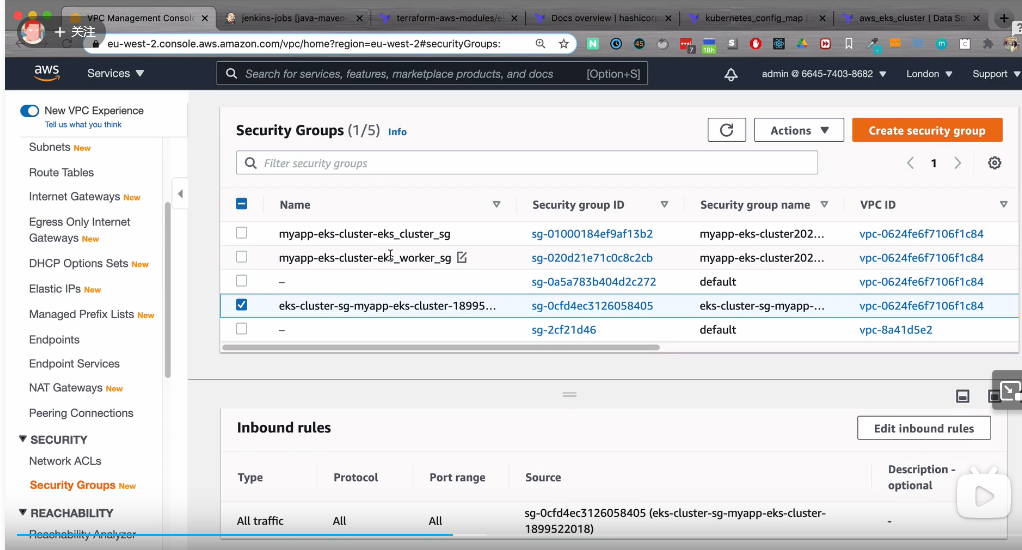 VPC Management Consol
jenkins-jobs (java-maven-
terraform-aws-modules/e
Docs overview | hashicorp
kubernetes_config_map
aws_eks_cluster | Data So
+ 关注
eu-west-2.console.aws.amazon.com/vpc/home?region=eu-west-2#securityGroups:
aws
Services
Search for services, features, marketplace products, and docs
[Option+S]
admin @ 6645-7403-8682
London
Support
New VPC Experience
Tell us what you think
Subnets New
Route Tables
Internet Gateways New
Egress Only Internet
Gateways New
DHCP Option Sets New
Elastic IPs New
Managed Prefix Lists New
Endpoints
Endpoint Services
NAT Gateways New
Peering Connections
SECURITY
Network ACLs
Security Groups New
REACHABILITY
Reachability Analyzer
Security Groups (1/5) Info
Actions
Create security group
Filter security groups
1
Name
Security group ID
Security group name
VPC ID
myapp-eks-cluster-eks_cluster_sg
sg-01000184ef9af13b2
myapp-eks-cluster202...
vpc-0624fe6f7106f1c84
myapp-eks-cluster-eks_worker_sg
sg-020d21e71c0c8c2cb
myapp-eks-cluster202...
vpc-0624fe6f7106f1c84
–
sg-0a5a783b404d2c272
default
vpc-0624fe6f7106f1c84
eks-cluster-sg-myapp-eks-cluster-18995...
sg-0cfd4ec3126058405
eks-cluster-sg-myapp-...
vpc-0624fe6f7106f1c84
–
sg-2cf21d46
default
vpc-8a41d5e2
Inbound rules
Edit inbound rules
Type
Protocol
Port range
Source
Description -
optional
All traffic
All
All
sg-0cfd4ec3126058405 (eks-cluster-sg-myapp-eks-cluster-
1899522018)
-